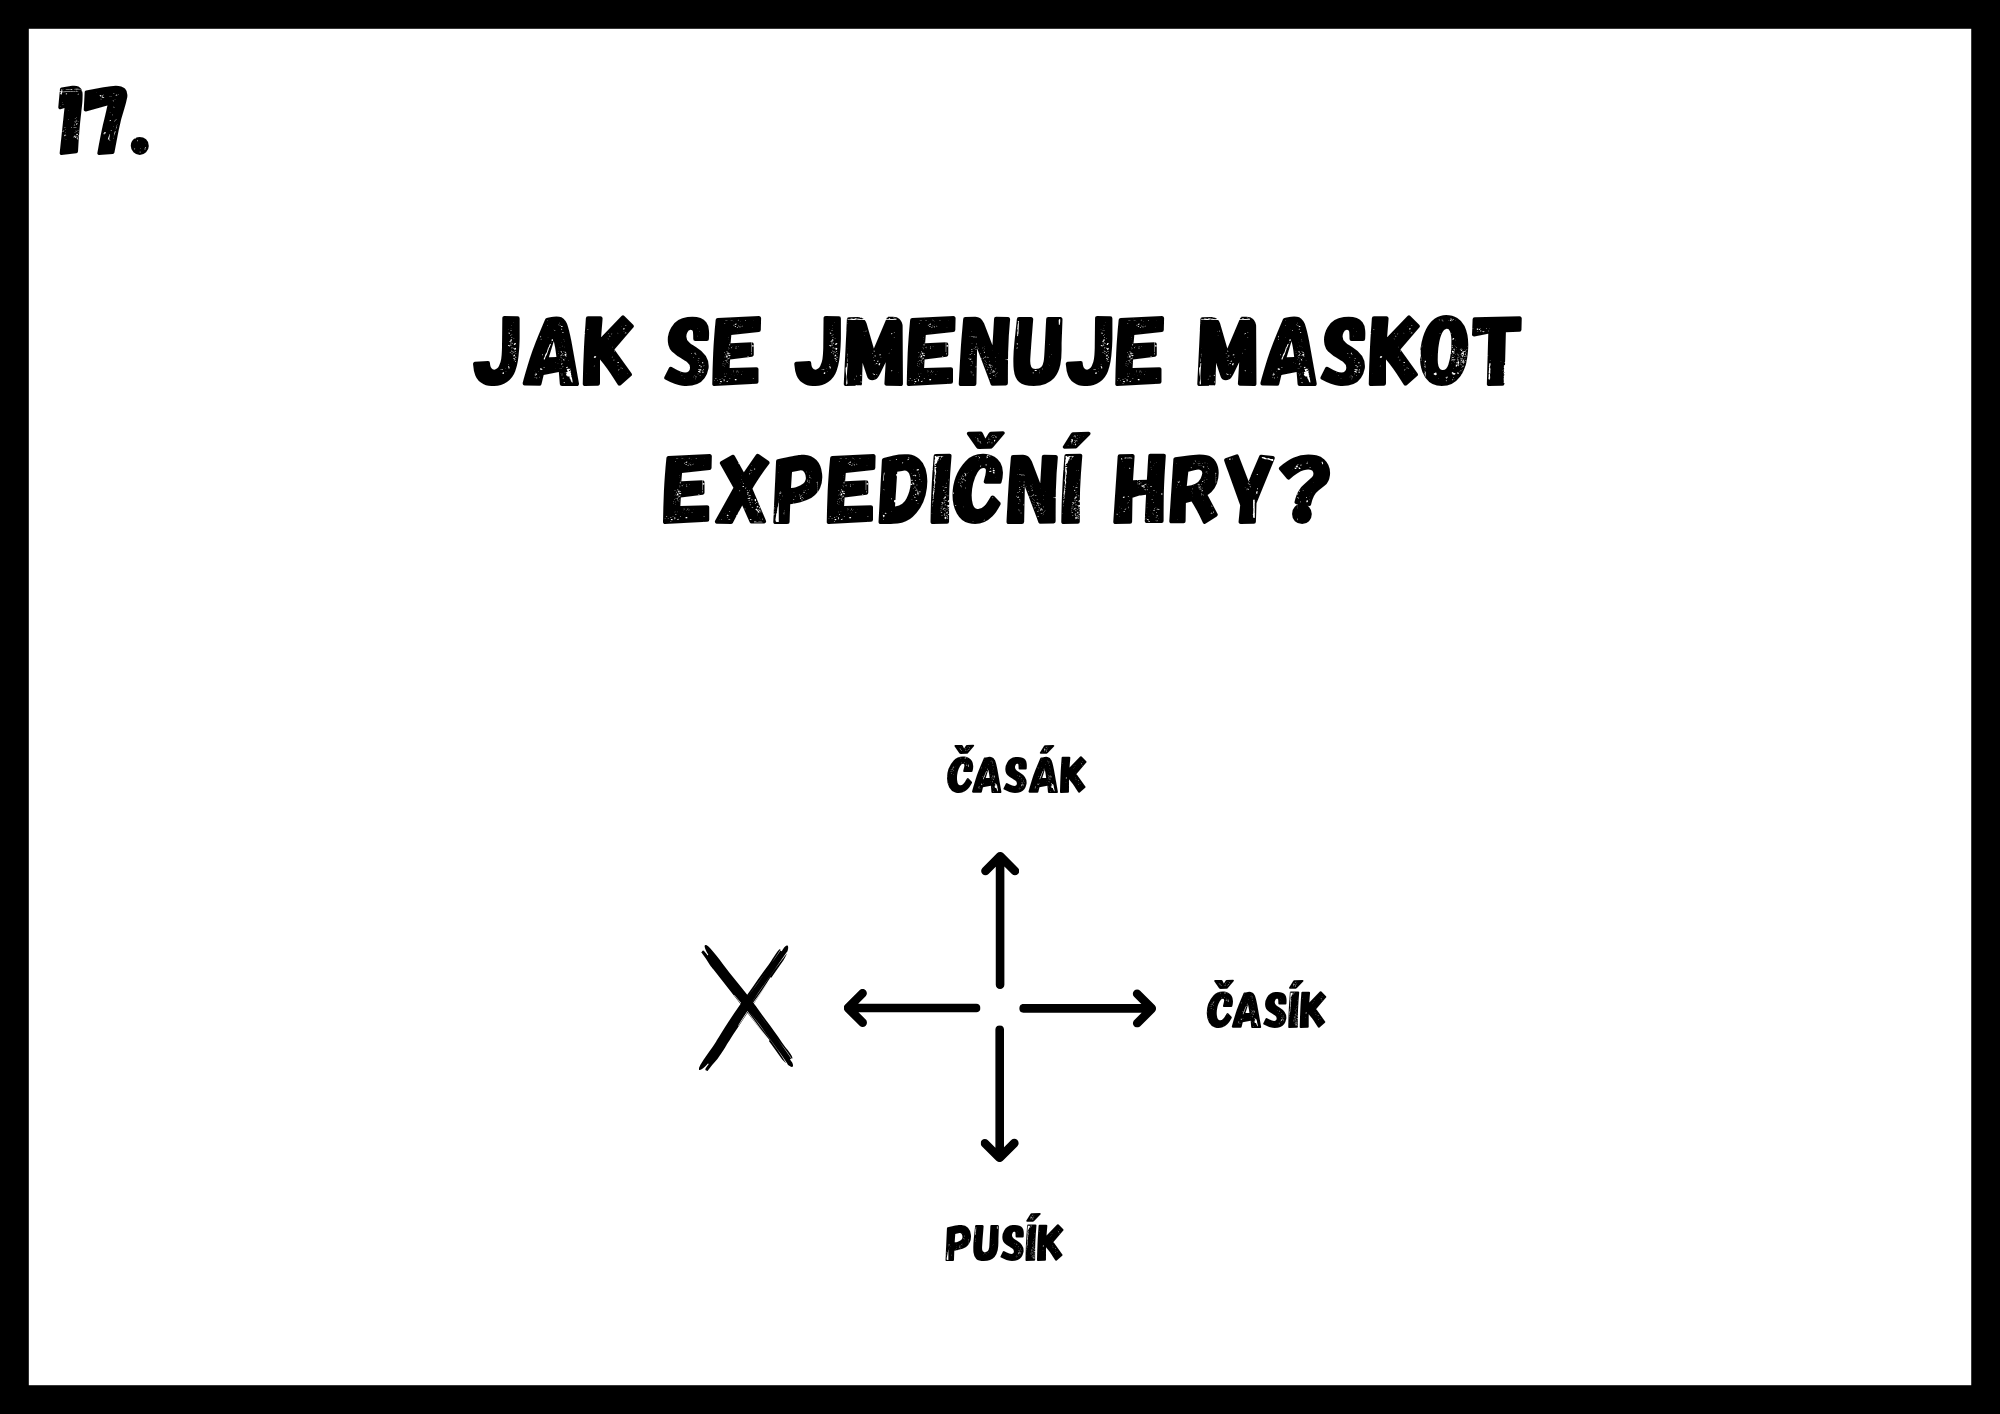 17.
JAK SE JMENUJE MASKOT
EXPEDIČNÍ HRY?
ČASÁK
X
ČASÍK
PUSÍK